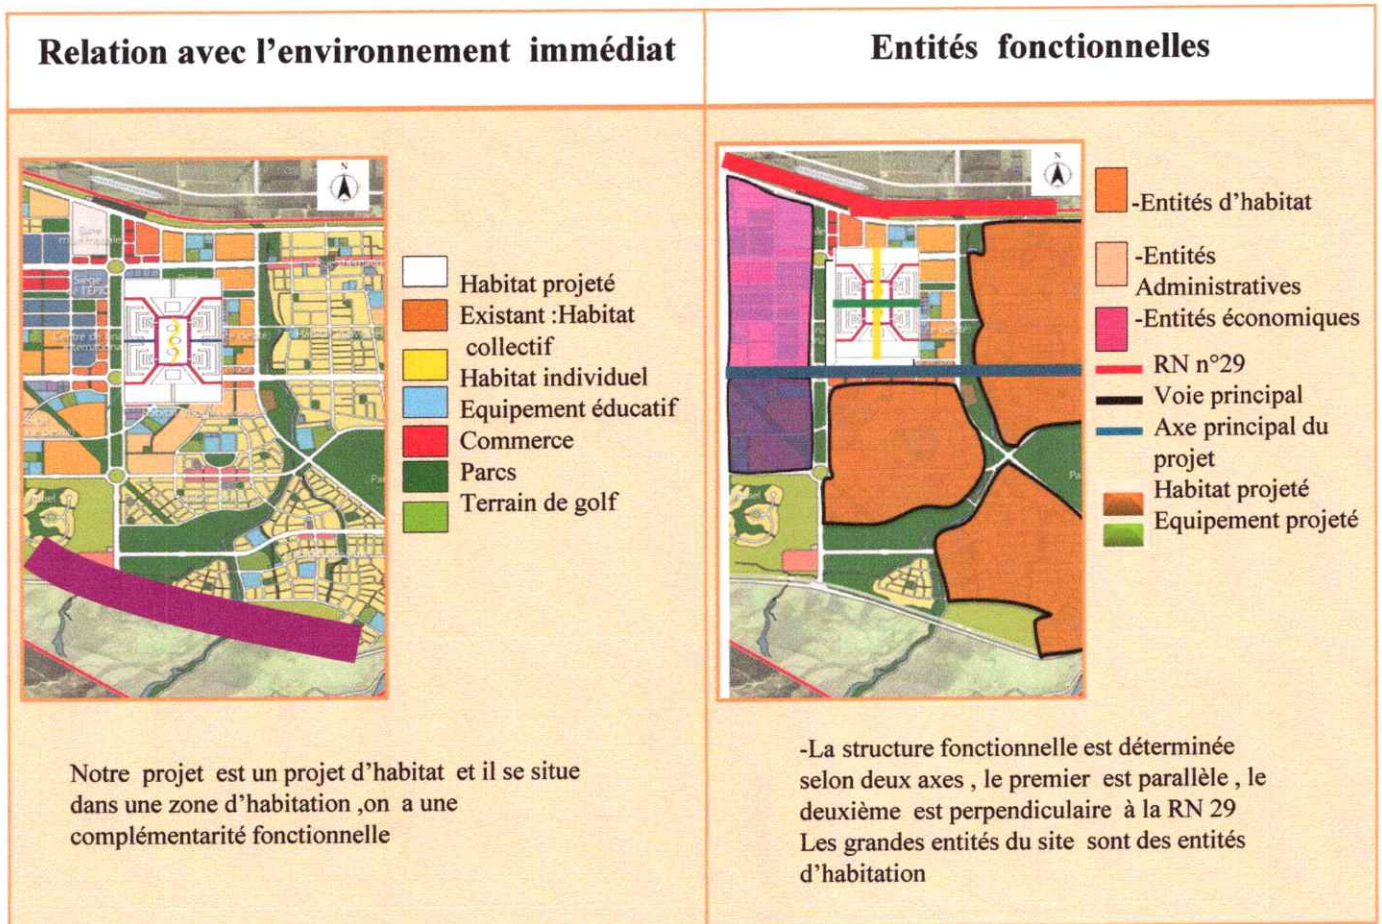 Relation avec l'environnement immédiat
Habitat projeté
Existant :Habitat
collectif
Habitat individuel
Equipement éducatif
Commerce
Parcs
Terrain de golf
Notre projet est un projet d'habitat et il se situe
dans une zone d'habitation ,on a une
complémentarité fonctionnelle
Entités fonctionnelles
-Entités d'habitat
-Entités
Administratives
-Entités économiques
RN n°29
Voie principal
Axe principal du
projet
Habitat projeté
Equipement projeté
-La structure fonctionnelle est déterminée
selon deux axes , le premier est parallèle , le
deuxième est perpendiculaire à la RN 29
Les grandes entités du site sont des entités
d'habitation
N
N